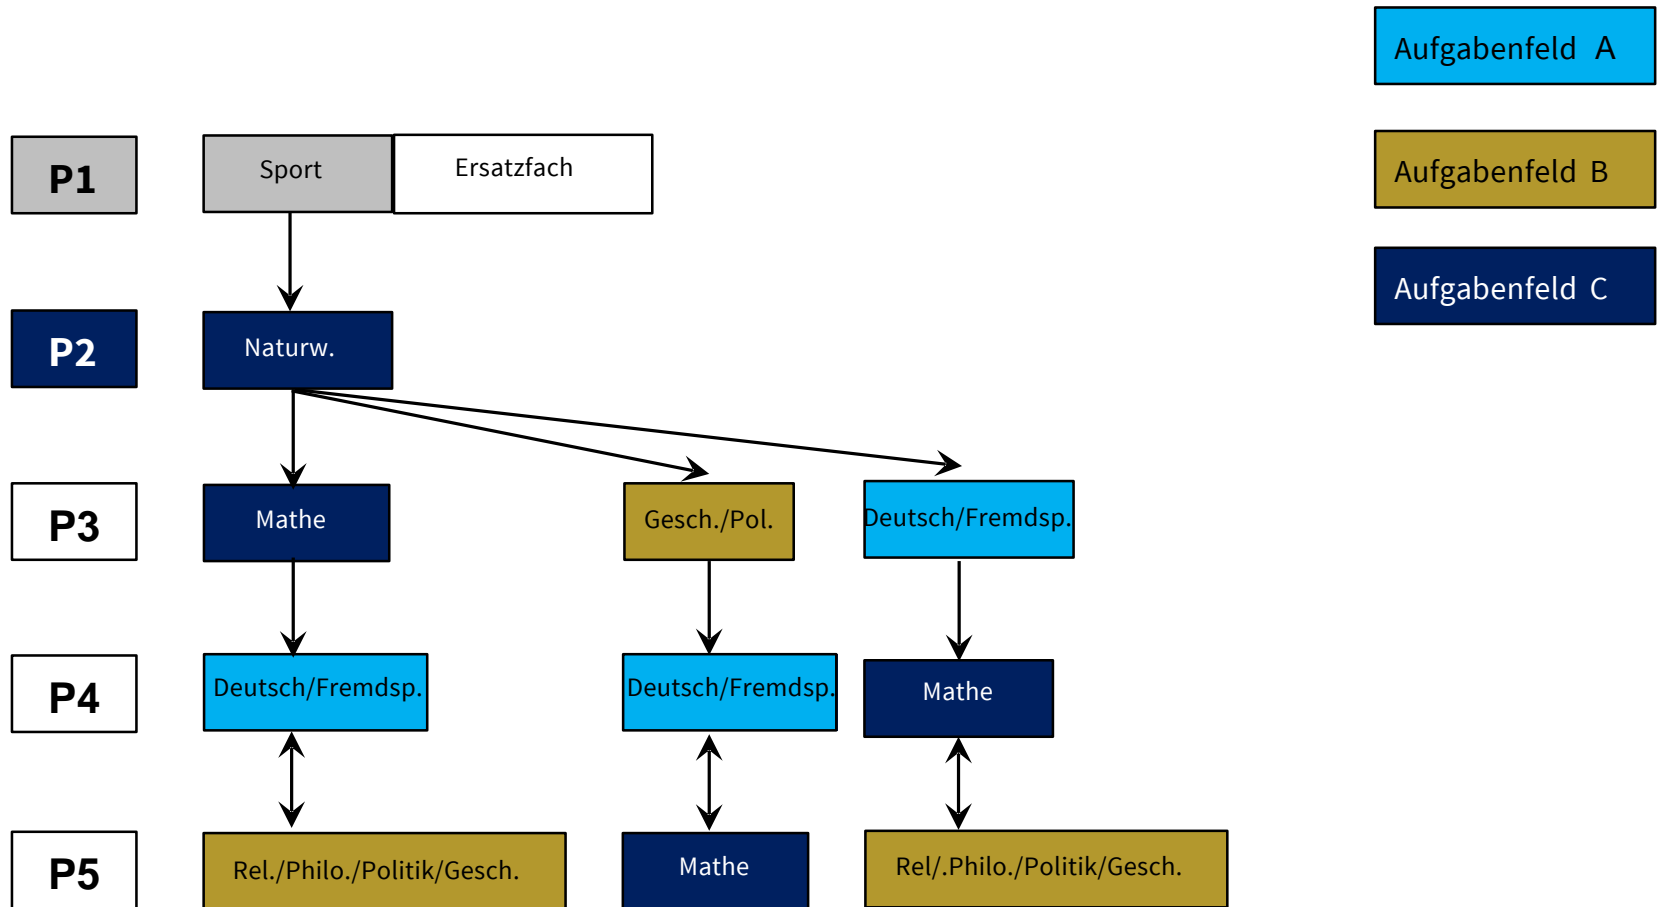 Aufgabenfeld A
Aufgabenfeld B
Aufgabenfeld C
P1
Sport
Ersatzfach
P2
Naturw.
P3
Mathe
Gesch./Pol.
Deutsch/Fremdsp.
P4
Deutsch/Fremdsp.
Deutsch/Fremdsp.
Mathe
P5
Rel./Philo./Politik/Gesch.
Mathe
Rel/.Philo./Politik/Gesch.